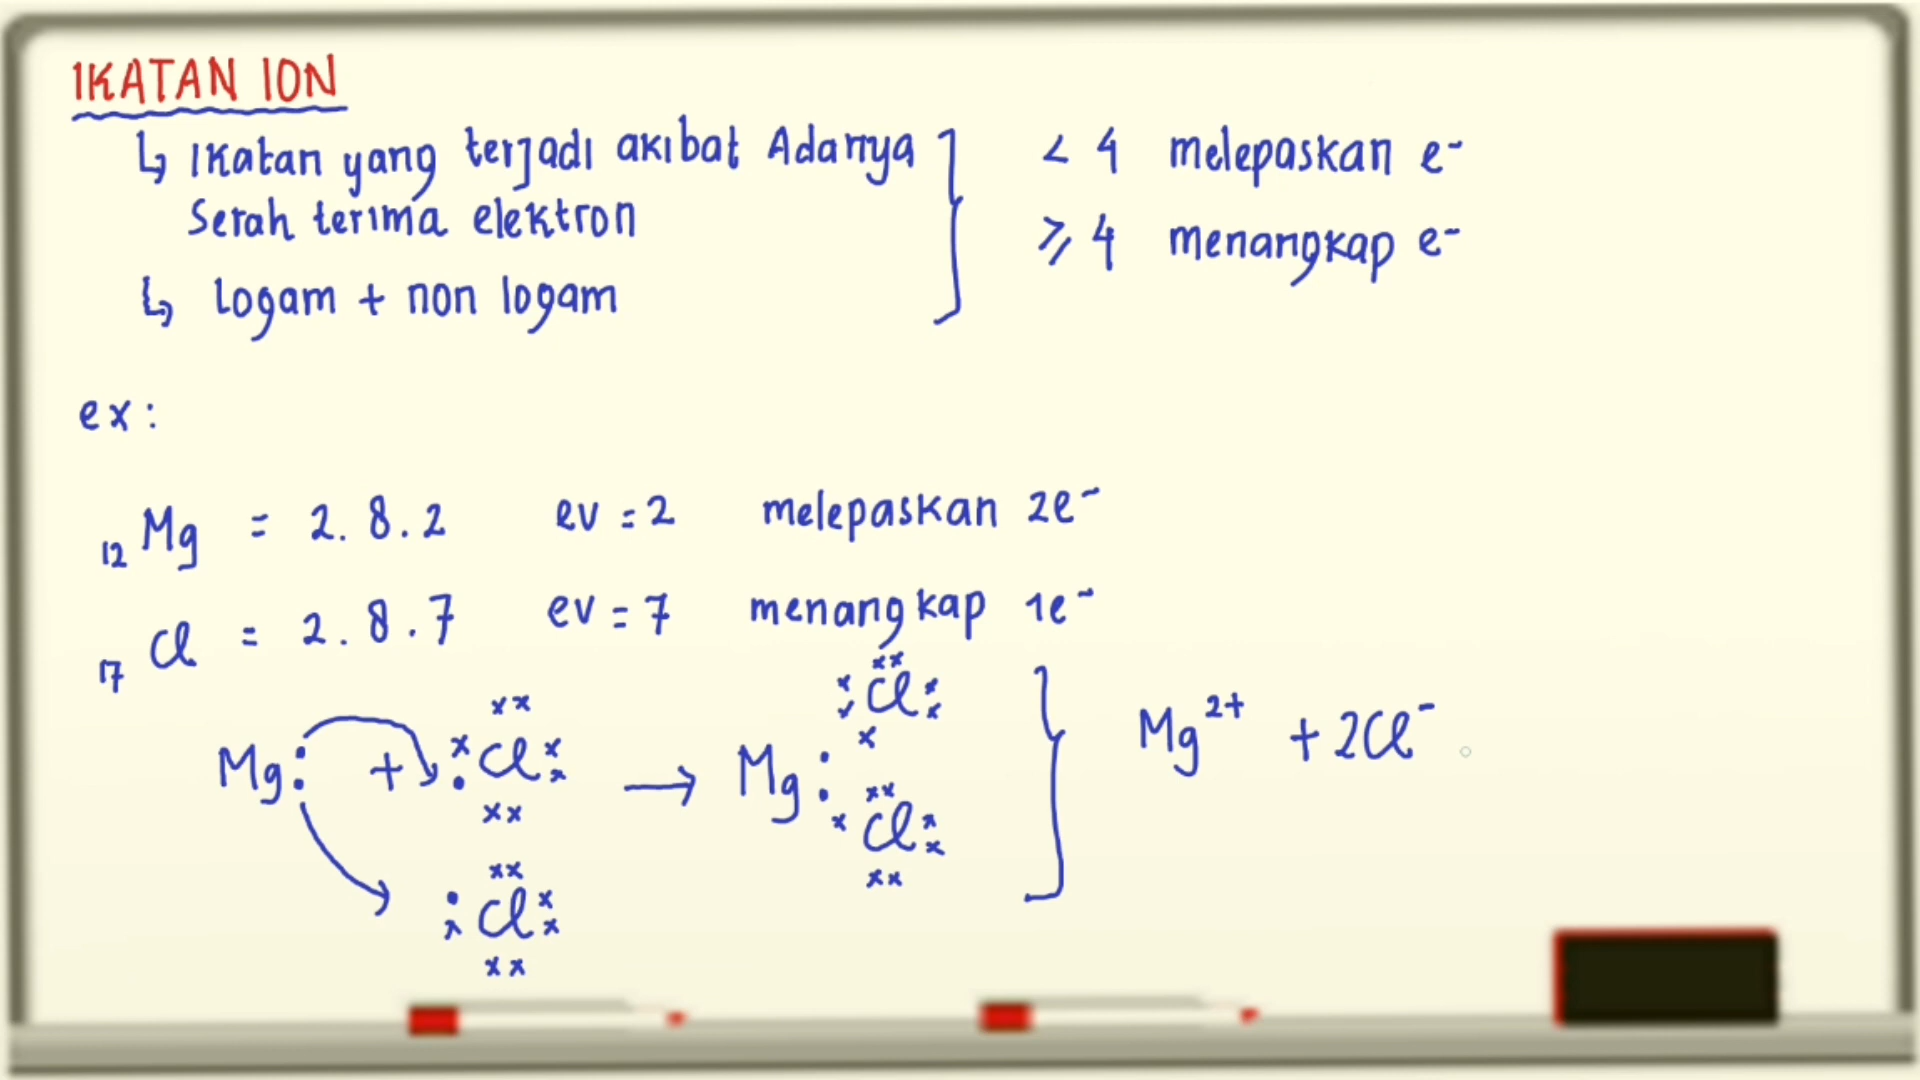 IKATAN ION
↳ Ikatan yang terjadi akibat Adanya
Serah terima elektron
↳ logam + non logam
< 4 melepaskan e⁻
≥ 4 menangkap e⁻
ex:
₁₂Mg = 2. 8. 2 ev = 2 melepaskan 2e⁻
₁₇Cl = 2. 8. 7 ev = 7 menangkap 1e⁻
Mg: + Cl → Mg: Cl
Cl Cl
Mg²⁺ + 2Cl⁻